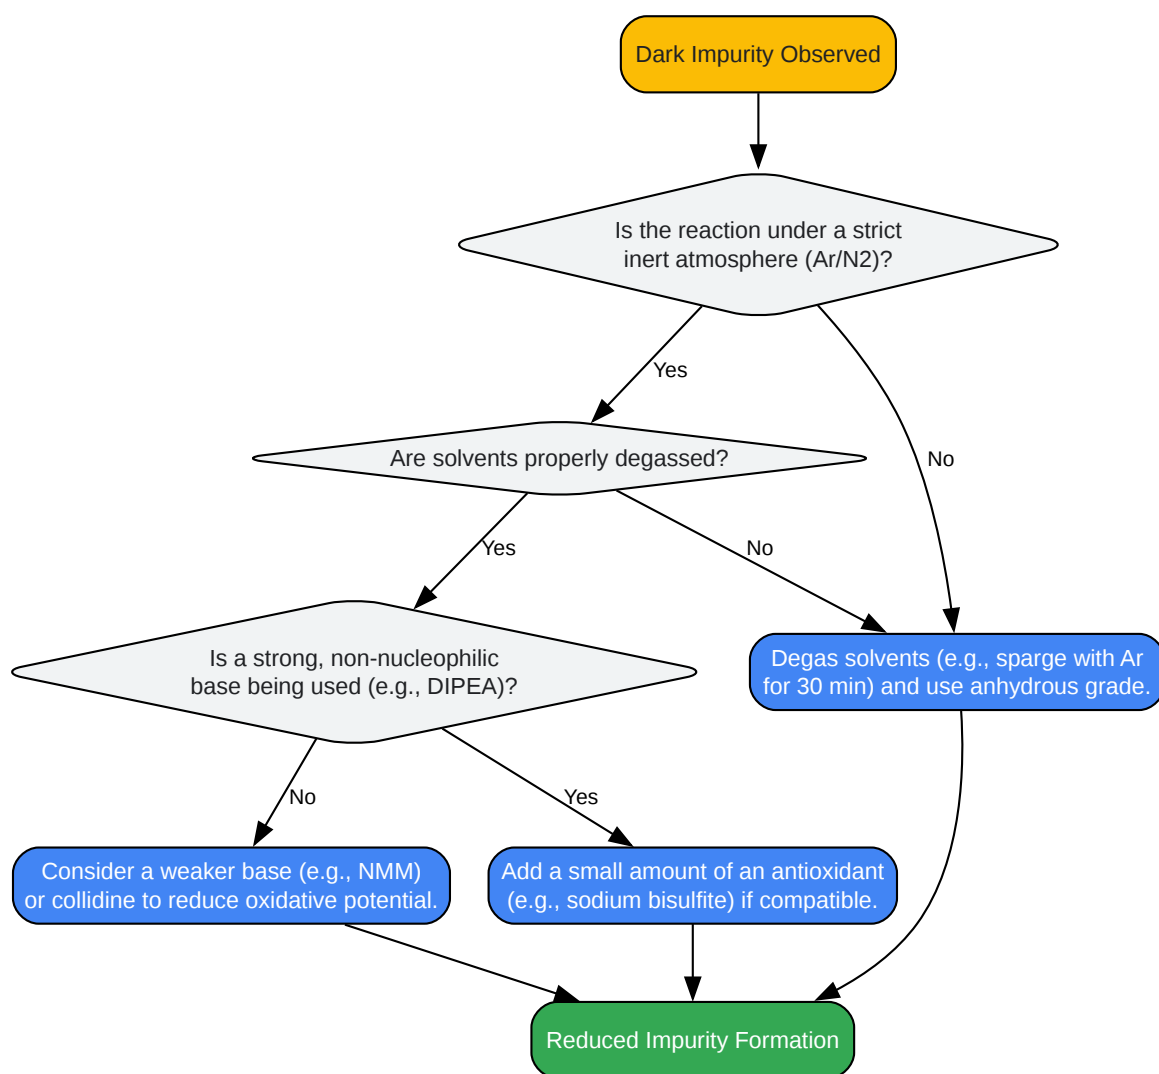 Dark Impurity Observed
Is the reaction under a strict
inert atmosphere (Ar/N2)?
Yes
No
Are solvents properly degassed?
Yes
No
Is a strong, non-nucleophilic
base being used (e.g., DIPEA)?
Degas solvents (e.g., sparge with Ar
for 30 min) and use anhydrous grade.
No
Yes
Consider a weaker base (e.g., NMM)
or collidine to reduce oxidative potential.
Add a small amount of an antioxidant
(e.g., sodium bisulfite) if compatible.
Reduced Impurity Formation